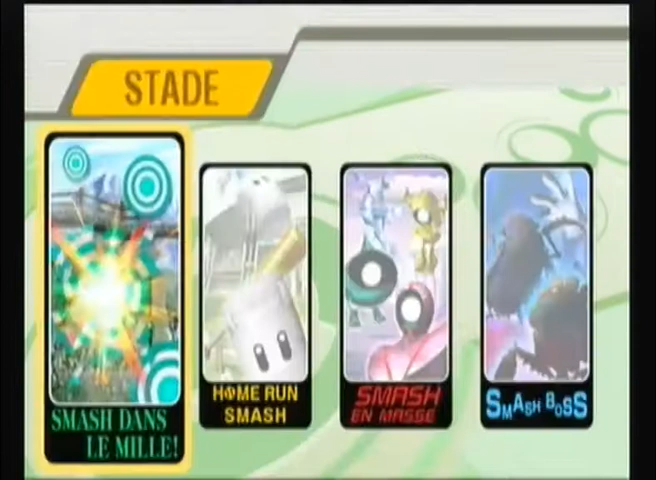 STADE
SMASH DANS
LE MILLE!
HOME RUN
SMASH
SMASH
EN MASSE
SMASH BOSS